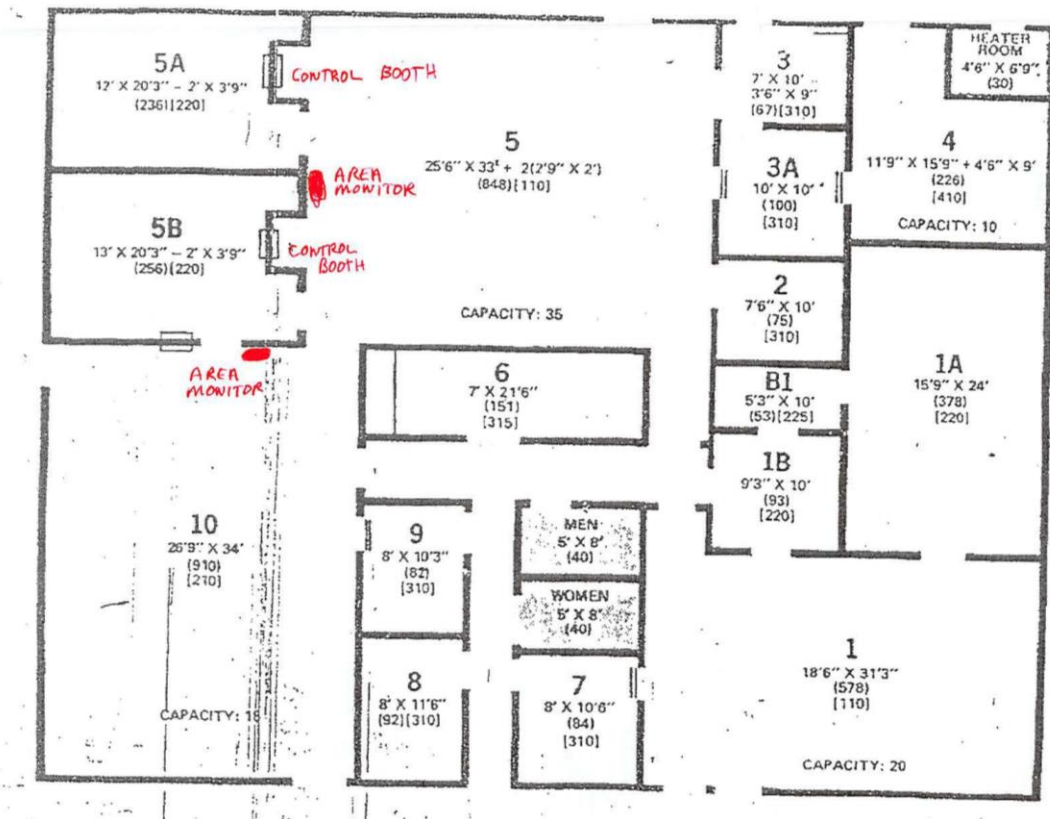 5A
12' X 20'3" – 2' X 3'9"
(236)[220]
CONTROL BOOTH
AREA
MONITOR
5B
13' X 20'3" – 2' X 3'9"
(256)[220]
CONTROL
BOOTH
AREA
MONITOR
5
25'6" X 33' + 2(2'9" X 2')
(848)[110]
CAPACITY: 35
3
7' X 10' –
3'6" X 9"
(67)[310]
HEATER
ROOM
4'6" X 6'9"
(30)
3A
10' X 10'
(100)
[310]
4
11'9" X 15'9" + 4'6" X 9'
(226)
[410]
CAPACITY: 10
2
7'6" X 10'
(75)
[310]
6
7' X 21'6"
(151)
[315]
B1
5'3" X 10'
(53)[225]
1A
15'9" X 24'
(378)
[220]
1B
9'3" X 10'
(93)
[220]
10
26'9" X 34'
(910)
[210]
CAPACITY:
9
8' X 10'3"
(82)
[310]
MEN
5' X 8'
(40)
WOMEN
5' X 8'
(40)
8
8' X 11'6"
(92)[310]
7
8' X 10'6"
(84)
[310]
1
18'6" X 31'3"
(578)
[110]
CAPACITY: 20